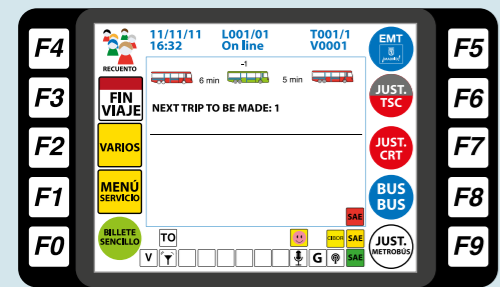 F4
F3
F2
F1
F0
RECUENTO
FIN
VIAJE
VARIOS
MENÚ
SERVICIO
BILLETE
SENCILLO
11/11/11 L001/01 T001/1
16:32 On line V0001
-1
6 min 5 min
NEXT TRIP TO BE MADE: 1
SAE
TO CIBOR SAE
V G SAE
EMT
JUST.
TSC
JUST.
CRT
BUS
BUS
JUST.
METROBÚS
F5
F6
F7
F8
F9